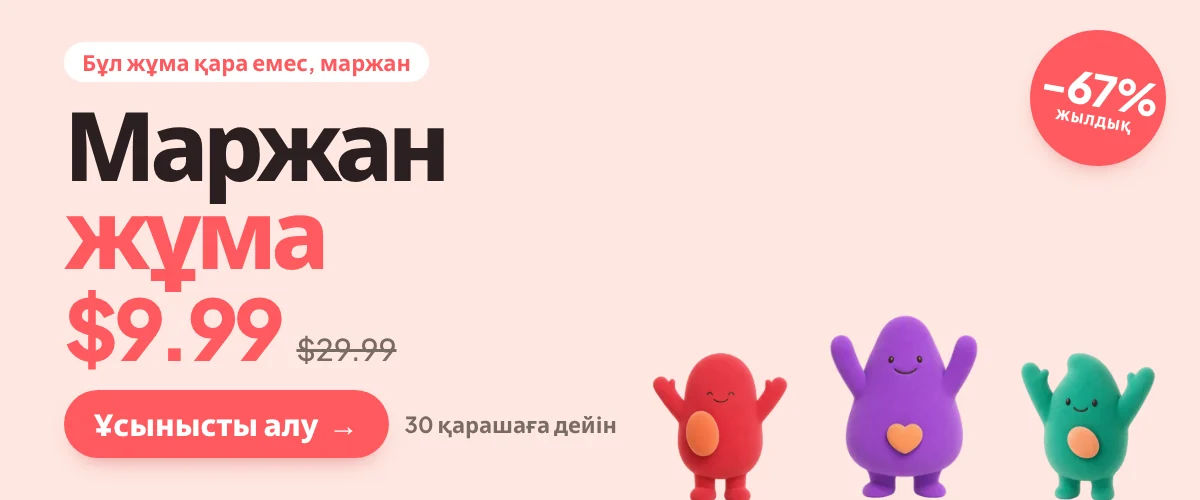 Бұл жұма қара емес, маржан
Маржан
жұма
$9.99 $29.99
Ұсынысты алу →
30 қарашаға дейін
−67%
жылдық